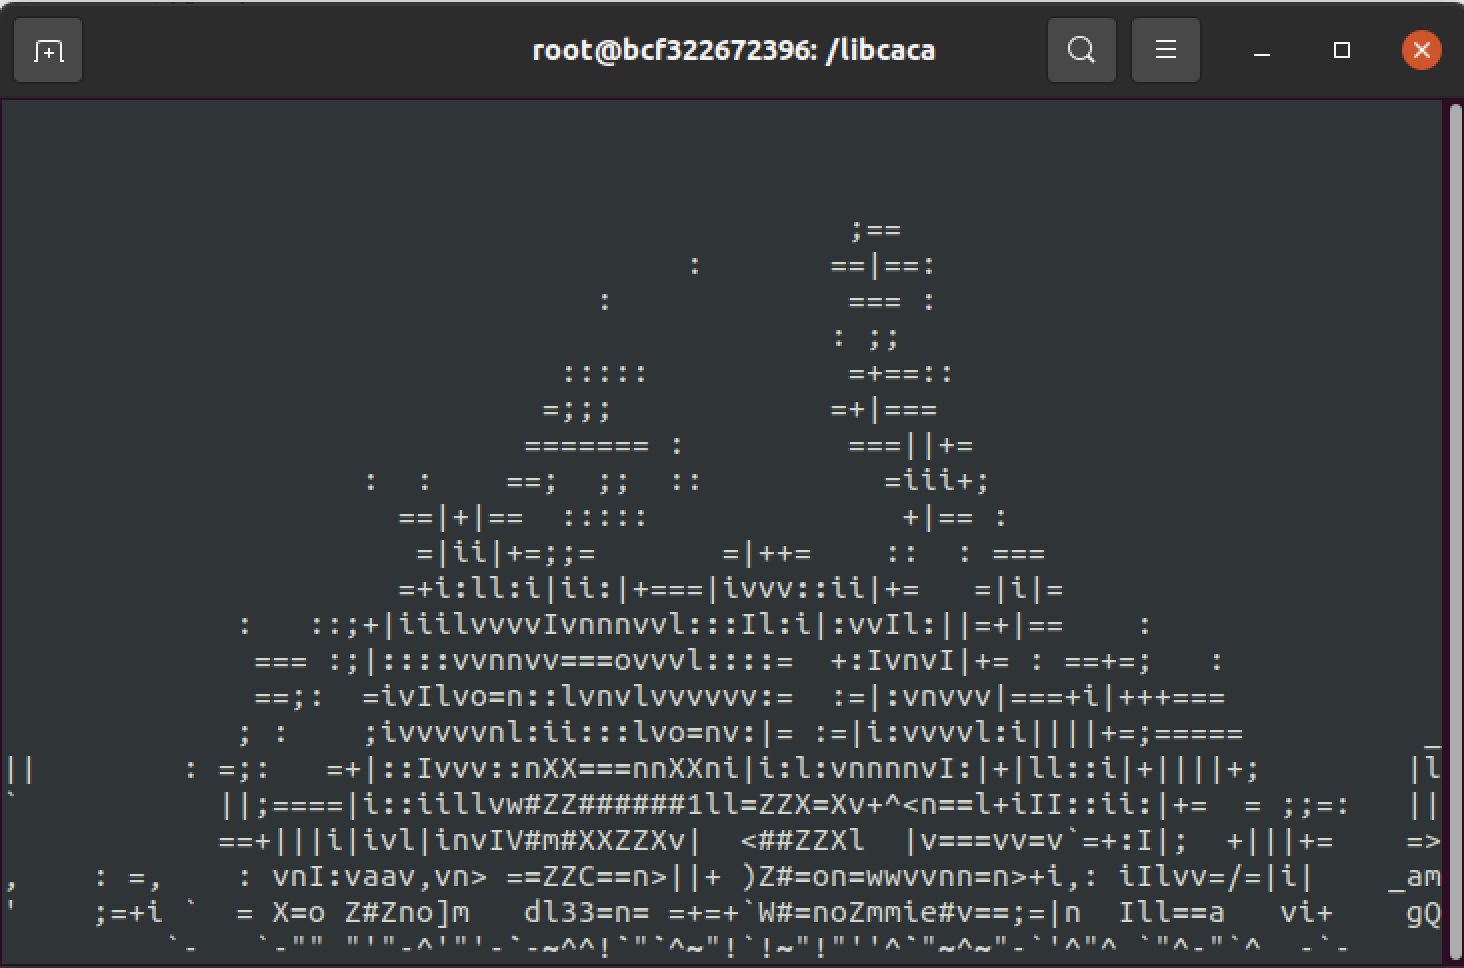 root@bcf322672396: /libcaca
;==
: ==|==:
: === :
: ;;
::::: =+==::
=;;; =+|===
======= : ===||+=
: : ==; ;; :: =iii+;
==|+|== ::::: +|== :
=|ii|+=;;= =|++= :: : ===
=+i:ll:i|ii:|+===|ivvv::ii|+= =|i|=
: ::;+|iiilvvvvIvnnnvvl:::Il:i|:vvIl:||=+|== :
=== :;|::::vvnnvv===ovvvl::::= +:IvnvI|+= : ==+=; :
==;: =ivIlvo=n::lvnvlvvvvvv:= :=|:vnvvv|===+i|+++===
; : ;ivvvvvnl:ii:::lvo=nv:|= :=|i:vvvvl:i||||+=;===== _
|| : =;: =+|::Ivvv::nXX===nnXXni|i:l:vnnnnvI:|+|ll::i|+||||+; |l
` ||;====|i::iillvw#ZZ######1ll=ZZX=Xv+^<n==l+iII::ii:|+= = ;;=: ||
==+|||i|ivl|invIV#m#XXZZXv| <##ZZXl |v===vv=v`=+:I|; +|||+= =>
, : =, : vnI:vaav,vn> ==ZZC==n>||+ )Z#=on=wwvvnn=n>+i,: iIlvv=/=|i| _am
' ;=+i ` = X=o Z#Zno]m dl33=n= =+=+`W#=noZmmie#v==;=|n Ill==a vi+ gQ
`- `-"" "'"-^'"'-`-~^^!`"`^~"!`!~"!"''^`"~^~"-`'^"^ `"^-"`^ -`-